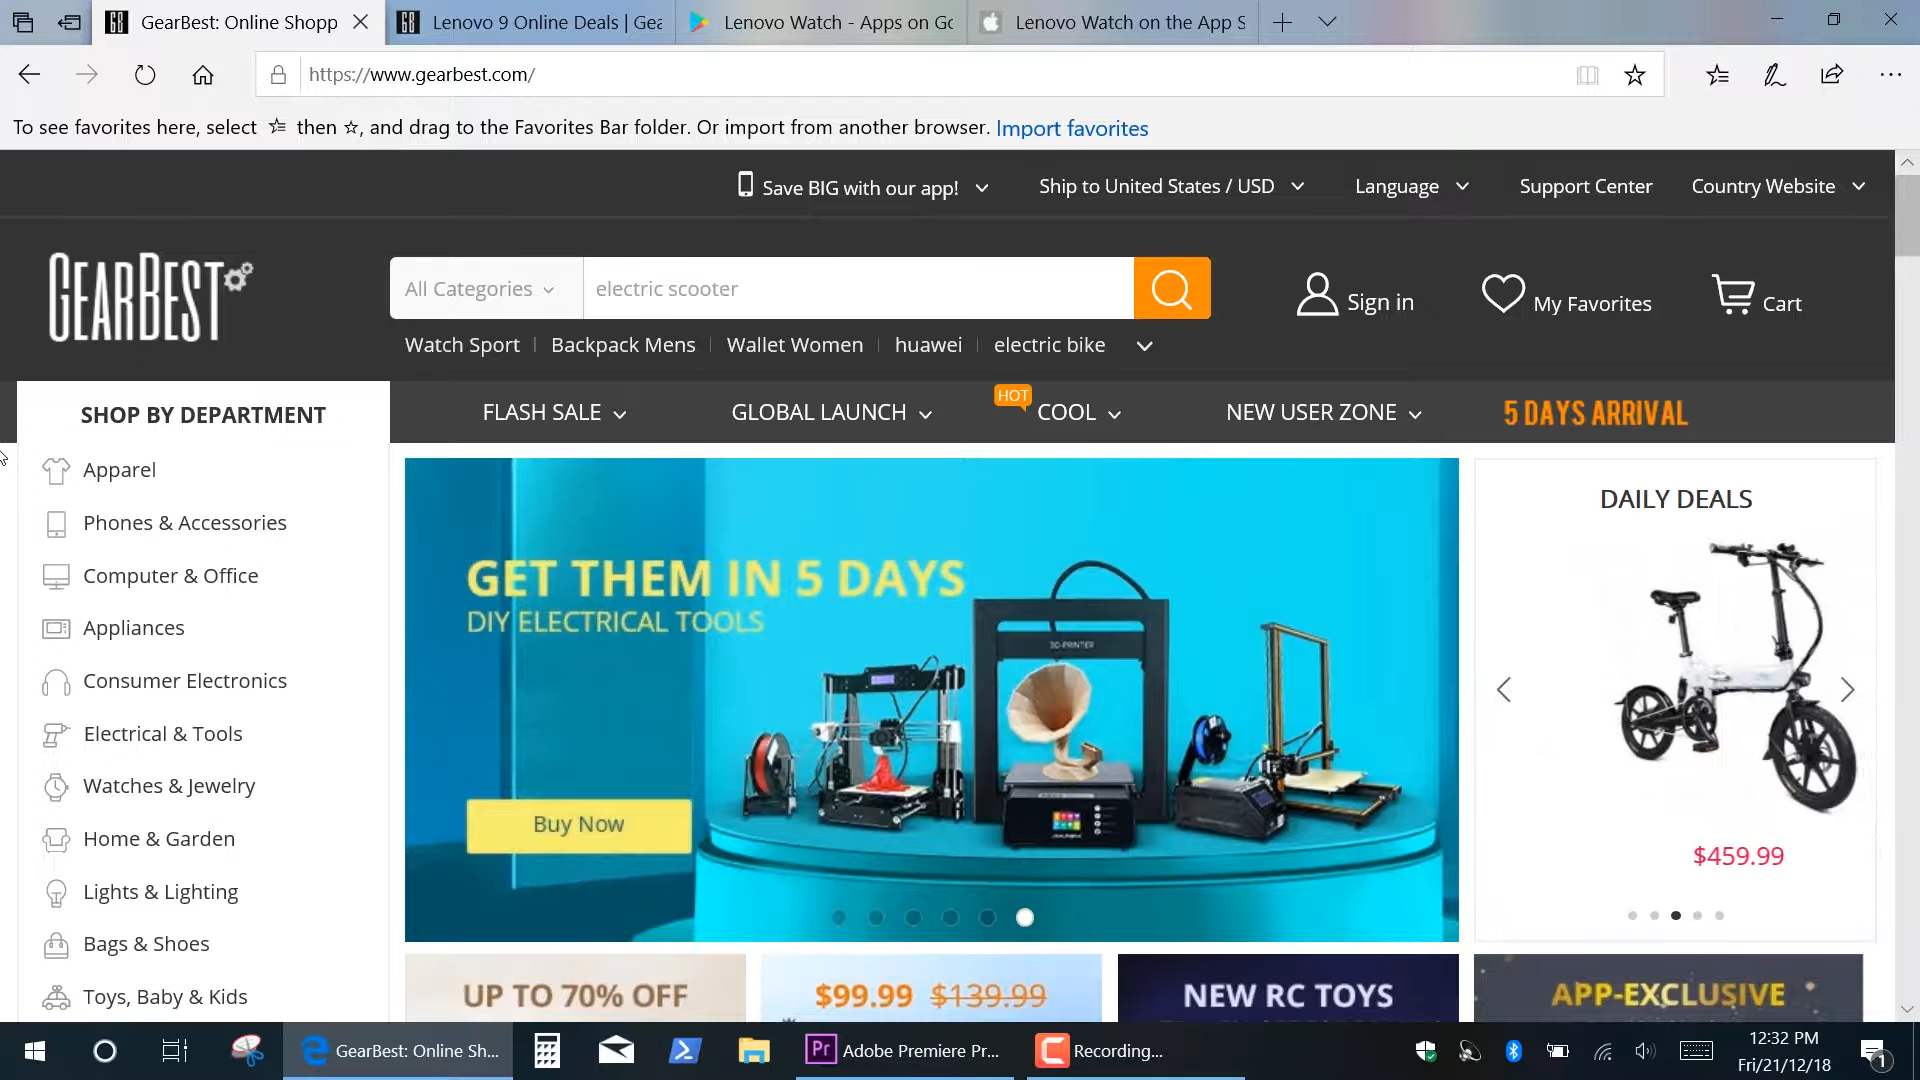 GearBest: Online Shopp
Lenovo 9 Online Deals | Gea
Lenovo Watch - Apps on Go
Lenovo Watch on the App S
https://www.gearbest.com/
To see favorites here, select then ☆, and drag to the Favorites Bar folder. Or import from another browser. Import favorites
Save BIG with our app!
Ship to United States / USD
Language
Support Center
Country Website
GEARBEST
All Categories
electric scooter
Sign in
My Favorites
Cart
Watch Sport | Backpack Mens | Wallet Women | huawei | electric bike
SHOP BY DEPARTMENT
FLASH SALE
GLOBAL LAUNCH
HOT
COOL
NEW USER ZONE
5 DAYS ARRIVAL
Apparel
Phones & Accessories
Computer & Office
Appliances
Consumer Electronics
Electrical & Tools
Watches & Jewelry
Home & Garden
Lights & Lighting
Bags & Shoes
Toys, Baby & Kids
GET THEM IN 5 DAYS
DIY ELECTRICAL TOOLS
3D-PRINTER
Buy Now
DAILY DEALS
$459.99
UP TO 70% OFF
$99.99 $139.99
NEW RC TOYS
APP-EXCLUSIVE
GearBest: Online Sh...
Adobe Premiere Pr...
Recording...
12:32 PM
Fri/21/12/18
1